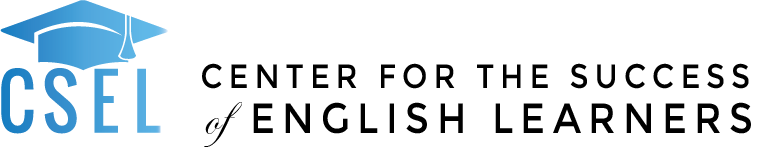 CSEL
CENTER FOR THE SUCCESS
of ENGLISH LEARNERS